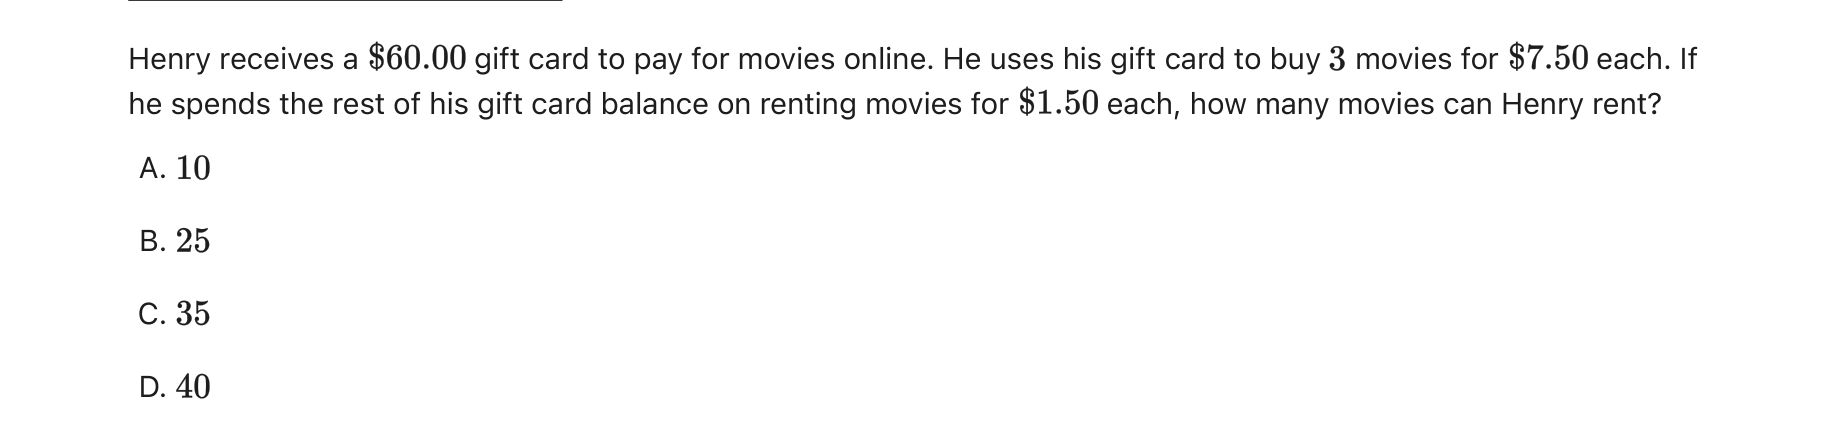 Henry receives a $60.00 gift card to pay for movies online. He uses his gift card to buy 3 movies for $7.50 each. If
he spends the rest of his gift card balance on renting movies for $1.50 each, how many movies can Henry rent?
A. 10
B. 25
C. 35
D. 40